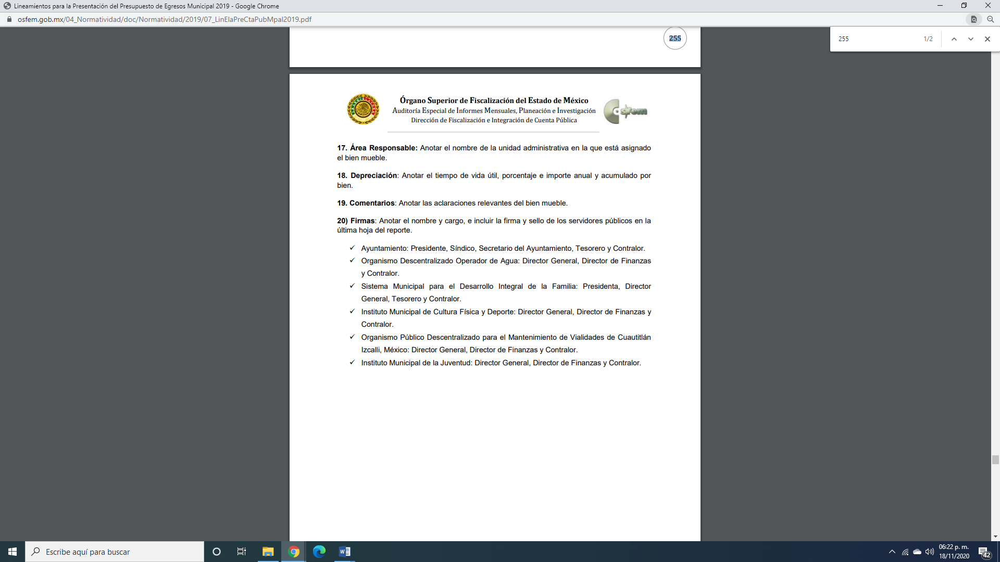 Lineamientos para la Presentación del Presupuesto de Egresos Municipal 2019 - Google Chrome
osfem.gob.mx/04_Normatividad/doc/Normatividad/2019/07_LinElaPreCtaPubMpal2019.pdf
255
255
1/2
Órgano Superior de Fiscalización del Estado de México
Auditoría Especial de Informes Mensuales, Planeación e Investigación
Dirección de Fiscalización e Integración de Cuenta Pública
osfem
17. Área Responsable: Anotar el nombre de la unidad administrativa en la que está asignado
el bien mueble.
18. Depreciación: Anotar el tiempo de vida útil, porcentaje e importe anual y acumulado por
bien.
19. Comentarios: Anotar las aclaraciones relevantes del bien mueble.
20) Firmas: Anotar el nombre y cargo, e incluir la firma y sello de los servidores públicos en la
última hoja del reporte.
✓ Ayuntamiento: Presidente, Síndico, Secretario del Ayuntamiento, Tesorero y Contralor.
✓ Organismo Descentralizado Operador de Agua: Director General, Director de Finanzas
y Contralor.
✓ Sistema Municipal para el Desarrollo Integral de la Familia: Presidenta, Director
General, Tesorero y Contralor.
✓ Instituto Municipal de Cultura Física y Deporte: Director General, Director de Finanzas y
Contralor.
✓ Organismo Público Descentralizado para el Mantenimiento de Vialidades de Cuautitlán
Izcalli, México: Director General, Director de Finanzas y Contralor.
✓ Instituto Municipal de la Juventud: Director General, Director de Finanzas y Contralor.
Escribe aquí para buscar
06:22 p. m.
18/11/2020
42